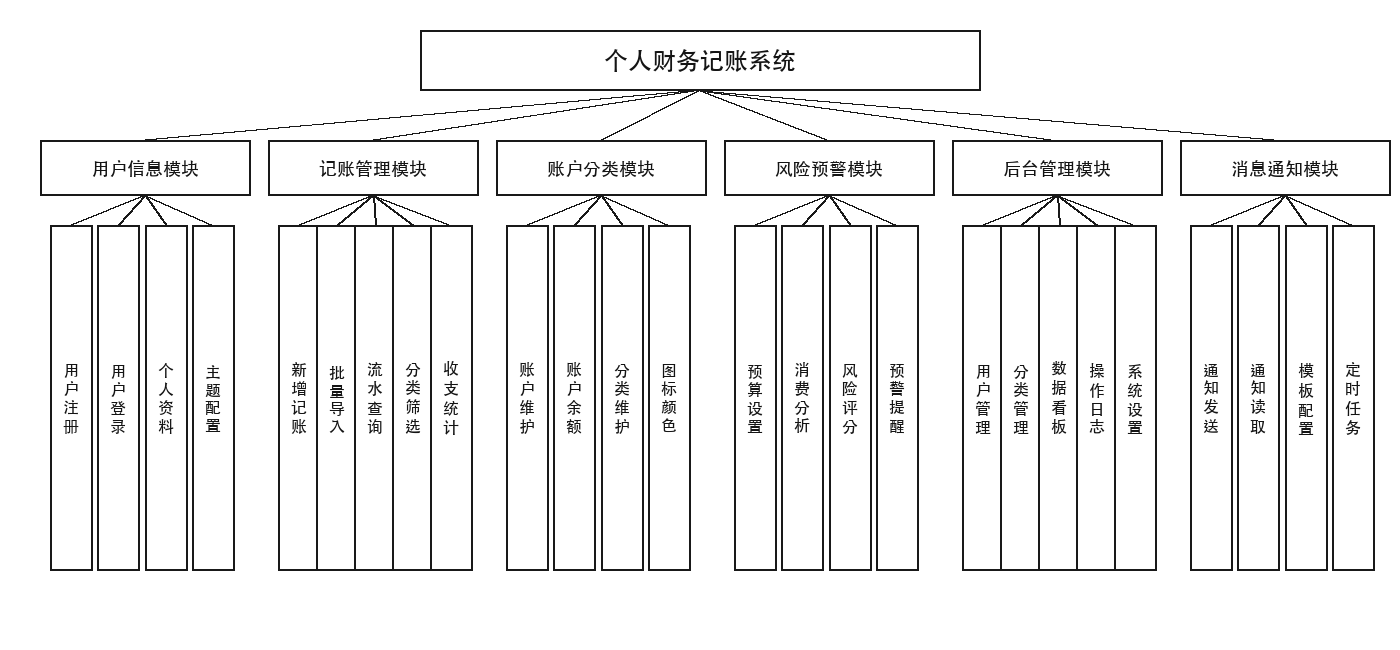 个人财务记账系统
用户信息模块
记账管理模块
账户分类模块
风险预警模块
后台管理模块
消息通知模块
用户注册
用户登录
个人资料
主题配置
新增记账
批量导入
流水查询
分类筛选
收支统计
账户维护
账户余额
分类维护
图标颜色
预算设置
消费分析
风险评分
预警提醒
用户管理
分类管理
数据看板
操作日志
系统设置
通知发送
通知读取
模板配置
定时任务